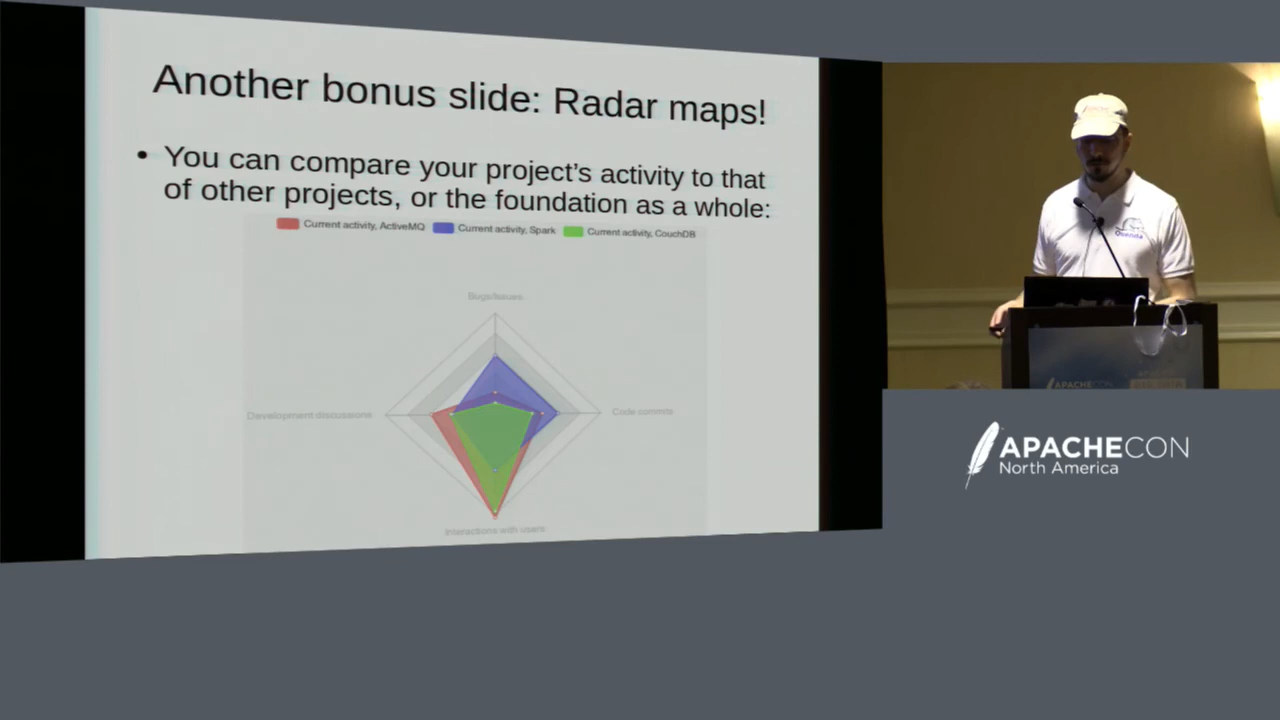 Another bonus slide: Radar maps!
• You can compare your project's activity to that
of other projects, or the foundation as a whole:
Current activity, ActiveMQ
Current activity, Spark
Current activity, CouchDB
Bugs/Issues
Development discussions
Code commits
Interactions with users
APACHECON
North America
APACHECON